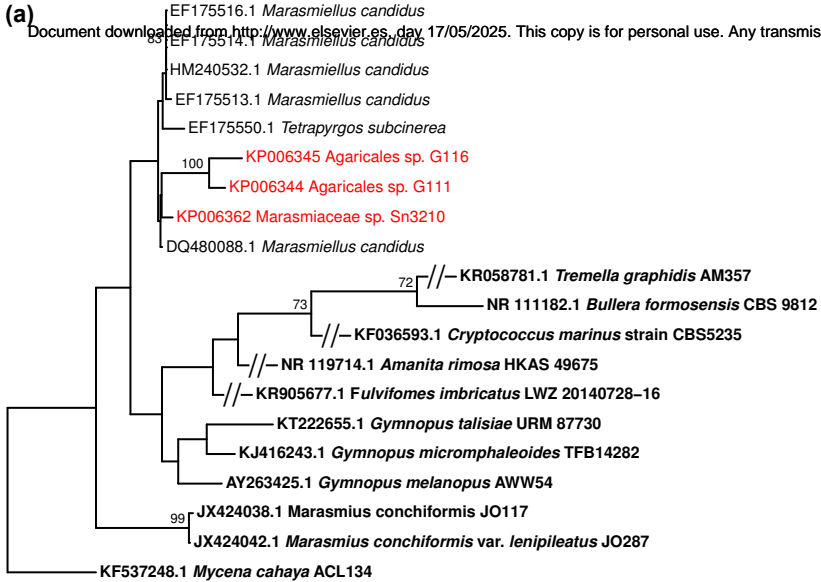 (a)
EF175516.1 Marasmiellus candidus
Document downloaded from http://www.elsevier.es, day 17/05/2025. This copy is for personal use. Any transmis
83
EF175514.1 Marasmiellus candidus
HM240532.1 Marasmiellus candidus
EF175513.1 Marasmiellus candidus
EF175550.1 Tetrapyrgos subcinerea
100
KP006345 Agaricales sp. G116
KP006344 Agaricales sp. G111
KP006362 Marasmiaceae sp. Sn3210
DQ480088.1 Marasmiellus candidus
72
KR058781.1 Tremella graphidis AM357
NR 111182.1 Bullera formosensis CBS 9812
73
KF036593.1 Cryptococcus marinus strain CBS5235
NR 119714.1 Amanita rimosa HKAS 49675
KR905677.1 Fulvifomes imbricatus LWZ 20140728−16
KT222655.1 Gymnopus talisiae URM 87730
KJ416243.1 Gymnopus micromphaleoides TFB14282
AY263425.1 Gymnopus melanopus AWW54
99
JX424038.1 Marasmius conchiformis JO117
JX424042.1 Marasmius conchiformis var. lenipileatus JO287
KF537248.1 Mycena cahaya ACL134